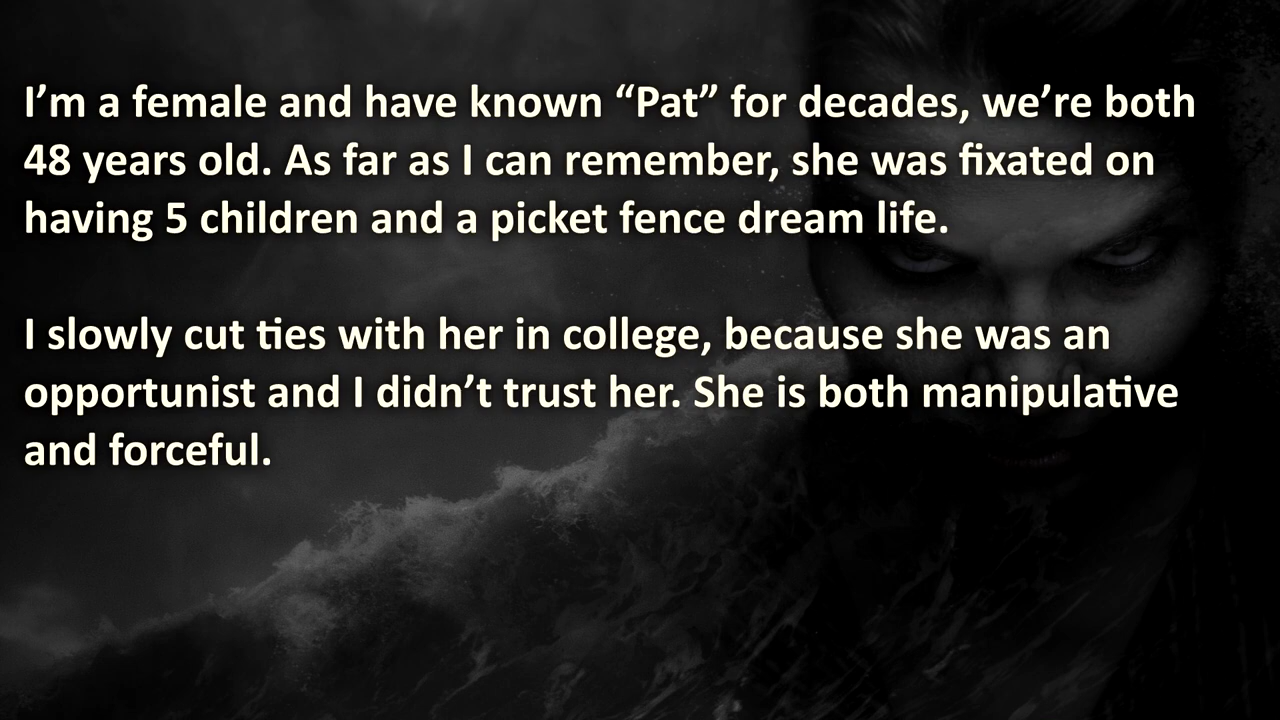 I’m a female and have known “Pat” for decades, we’re both
48 years old. As far as I can remember, she was fixated on
having 5 children and a picket fence dream life.
I slowly cut ties with her in college, because she was an
opportunist and I didn’t trust her. She is both manipulative
and forceful.